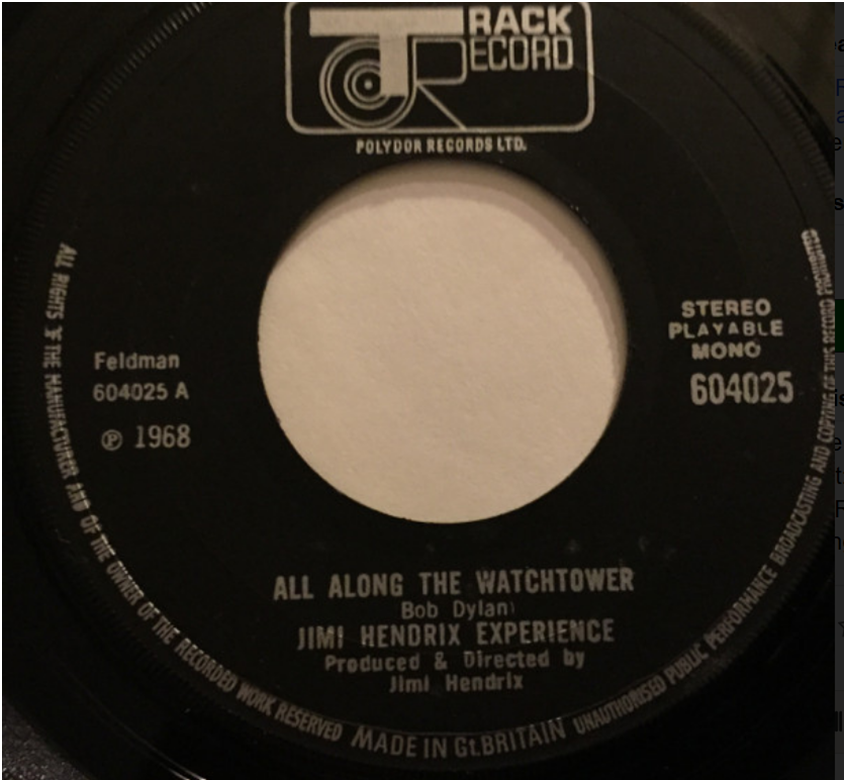 TRACK
RECORD
POLYDOR RECORDS LTD.
STEREO
PLAYABLE
MONO
604025
Feldman
604025 A
℗ 1968
ALL ALONG THE WATCHTOWER
Bob Dylan)
JIMI HENDRIX EXPERIENCE
Produced & Directed by
Jimi Hendrix
ALL RIGHTS OF THE MANUFACTURER AND OF THE OWNER OF THE RECORDED WORK RESERVED MADE IN Gt.BRITAIN UNAUTHORISED PUBLIC PERFORMANCE BROADCASTING AND COPYING OF THIS RECORD PROHIBITED